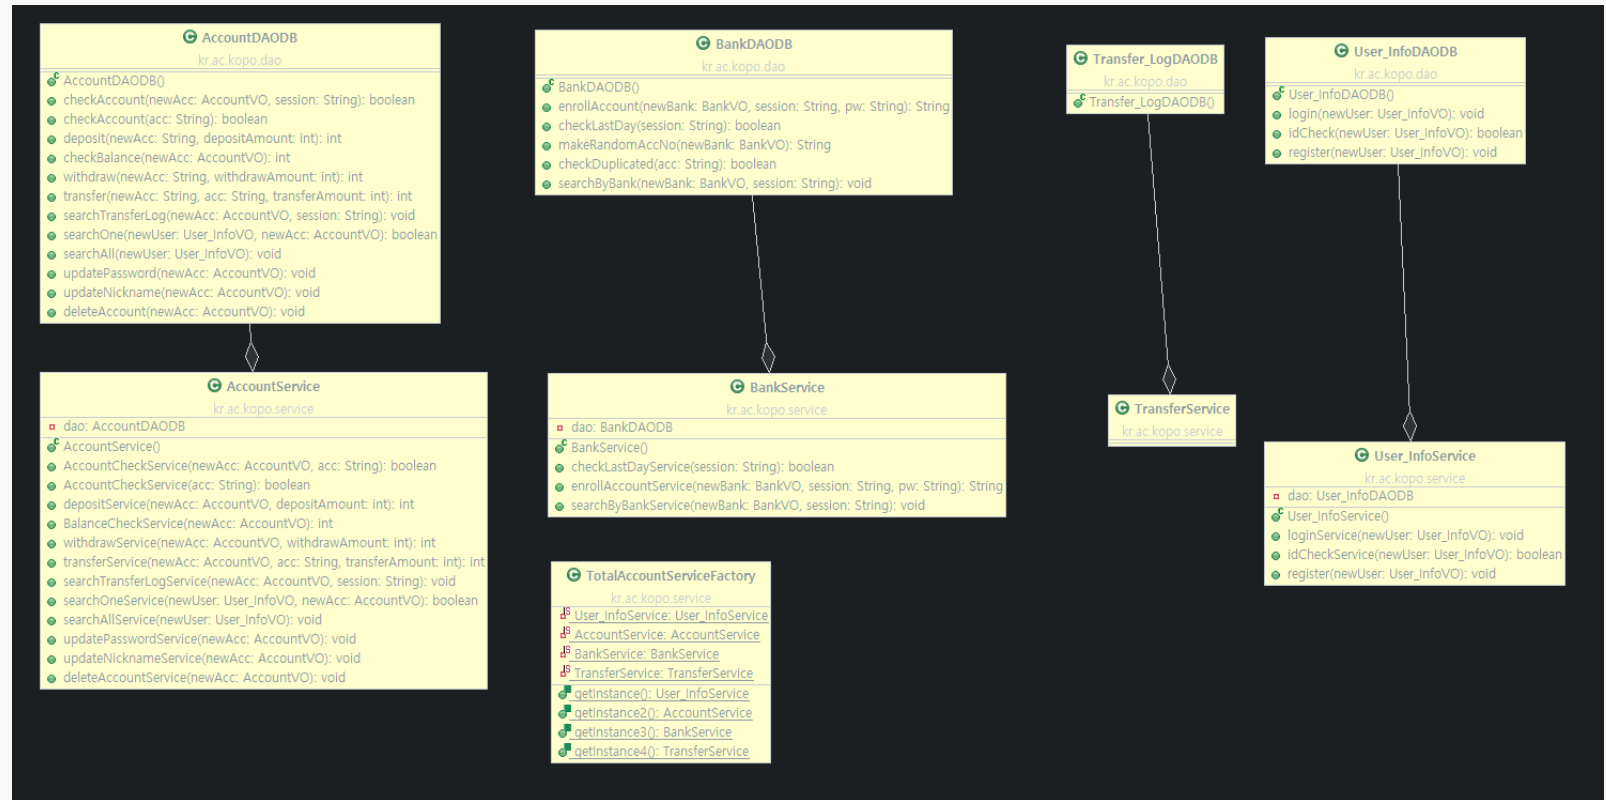 AccountDAODB
kr.ac.kopo.dao
AccountDAODB()
checkAccount(newAcc: AccountVO, session: String): boolean
checkAccount(acc: String): boolean
deposit(newAcc: String, depositAmount: int): int
checkBalance(newAcc: AccountVO): int
withdraw(newAcc: String, withdrawAmount: int): int
transfer(newAcc: String, acc: String, transferAmount: int): int
searchTransferLog(newAcc: AccountVO, session: String): void
searchOne(newUser: User_InfoVO, newAcc: AccountVO): boolean
searchAll(newUser: User_InfoVO): void
updatePassword(newAcc: AccountVO): void
updateNickname(newAcc: AccountVO): void
deleteAccount(newAcc: AccountVO): void
BankDAODB
kr.ac.kopo.dao
BankDAODB()
enrollAccount(newBank: BankVO, session: String, pw: String): String
checkLastDay(session: String): boolean
makeRandomAccNo(newBank: BankVO): String
checkDuplicated(acc: String): boolean
searchByBank(newBank: BankVO, session: String): void
Transfer_LogDAODB
kr.ac.kopo.dao
Transfer_LogDAODB()
User_InfoDAODB
kr.ac.kopo.dao
User_InfoDAODB()
login(newUser: User_InfoVO): void
idCheck(newUser: User_InfoVO): boolean
register(newUser: User_InfoVO): void
AccountService
kr.ac.kopo.service
dao: AccountDAODB
AccountService()
AccountCheckService(newAcc: AccountVO, acc: String): boolean
AccountCheckService(acc: String): boolean
depositService(newAcc: AccountVO, depositAmount: int): int
BalanceCheckService(newAcc: AccountVO): int
withdrawService(newAcc: AccountVO, withdrawAmount: int): int
transferService(newAcc: AccountVO, acc: String, transferAmount: int): int
searchTransferLogService(newAcc: AccountVO, session: String): void
searchOneService(newUser: User_InfoVO, newAcc: AccountVO): boolean
searchAllService(newUser: User_InfoVO): void
updatePasswordService(newAcc: AccountVO): void
updateNicknameService(newAcc: AccountVO): void
deleteAccountService(newAcc: AccountVO): void
BankService
kr.ac.kopo.service
dao: BankDAODB
BankService()
checkLastDayService(session: String): boolean
enrollAccountService(newBank: BankVO, session: String, pw: String): String
searchByBankService(newBank: BankVO, session: String): void
TransferService
kr.ac.kopo.service
User_InfoService
kr.ac.kopo.service
dao: User_InfoDAODB
User_InfoService()
loginService(newUser: User_InfoVO): void
idCheckService(newUser: User_InfoVO): boolean
register(newUser: User_InfoVO): void
TotalAccountServiceFactory
kr.ac.kopo.service
User_InfoService: User_InfoService
AccountService: AccountService
BankService: BankService
TransferService: TransferService
getInstance(): User_InfoService
getInstance2(): AccountService
getInstance3(): BankService
getInstance4(): TransferService